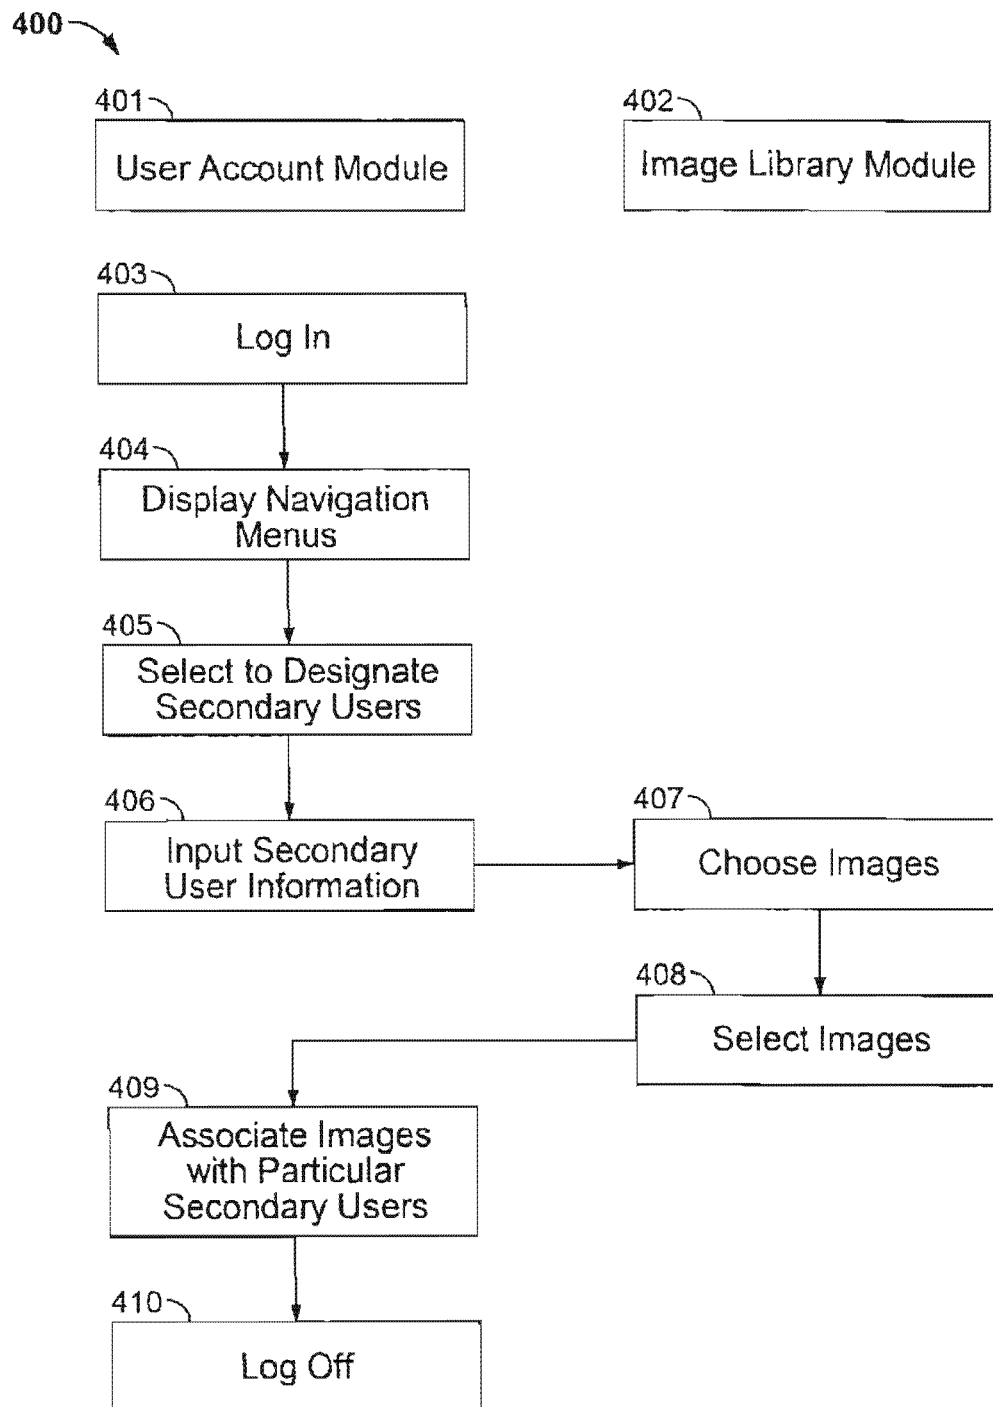 400
401
User Account Module
402
Image Library Module
403
Log In
404
Display Navigation
Menus
405
Select to Designate
Secondary Users
406
Input Secondary
User Information
407
Choose Images
408
Select Images
409
Associate Images
with Particular
Secondary Users
410
Log Off